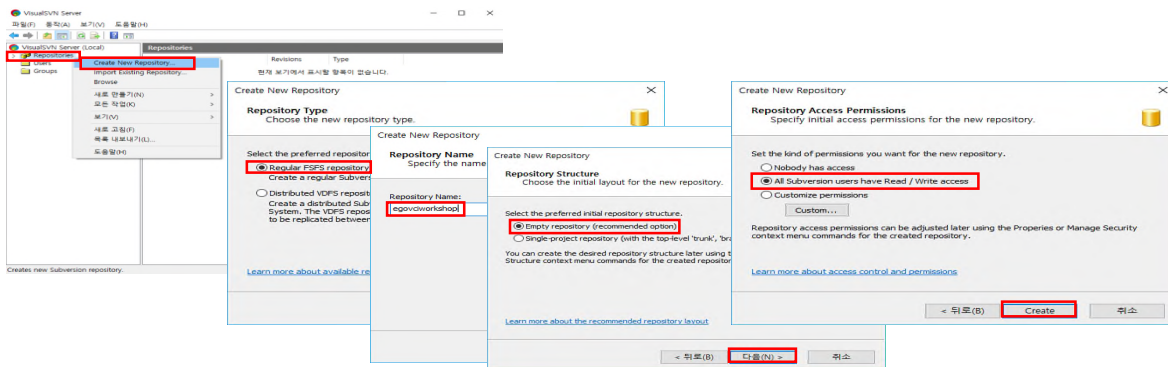 VisualSVN Server
파일(F) 동작(A) 보기(V) 도움말(H)
VisualSVN Server (Local)
Repositories
Users
Groups
Repositories
Revisions Type
현재 보기에서 표시할 항목이 없습니다.
Create New Repository...
Import Existing Repository...
Browse
새로 만들기(N) >
모든 작업(K) >
보기(V) >
새로 고침(F)
목록 내보내기(L)...
도움말(H)
Creates new Subversion repository.
Create New Repository
Repository Type
Choose the new repository type.
Select the preferred repositor
Regular FSFS repository
Create a regular Subvers
Distributed VDFS reposit
Create a distributed Sub
System. The VDFS repos
to be replicated between
Learn more about available re
Create New Repository
Repository Name
Specify the name
Repository Name:
egovciworkshop
Create New Repository
Repository Structure
Choose the initial layout for the new repository.
Select the preferred initial repository structure.
Empty repository (recommended option)
Single-project repository (with the top-level 'trunk', 'bra
You can create the desired repository structure later using t
Structure context menu commands for the created repositor
Learn more about the recommended repository layout
< 뒤로(B) 다음(N) > 취소
Create New Repository
Repository Access Permissions
Specify initial access permissions for the new repository.
Set the kind of permissions you want for the new repository.
Nobody has access
All Subversion users have Read / Write access
Customize permissions
Custom...
Repository access permissions can be adjusted later using the Properies or Manage Security
context menu commands for the created repository.
Learn more about access control and permissions
< 뒤로(B) Create 취소